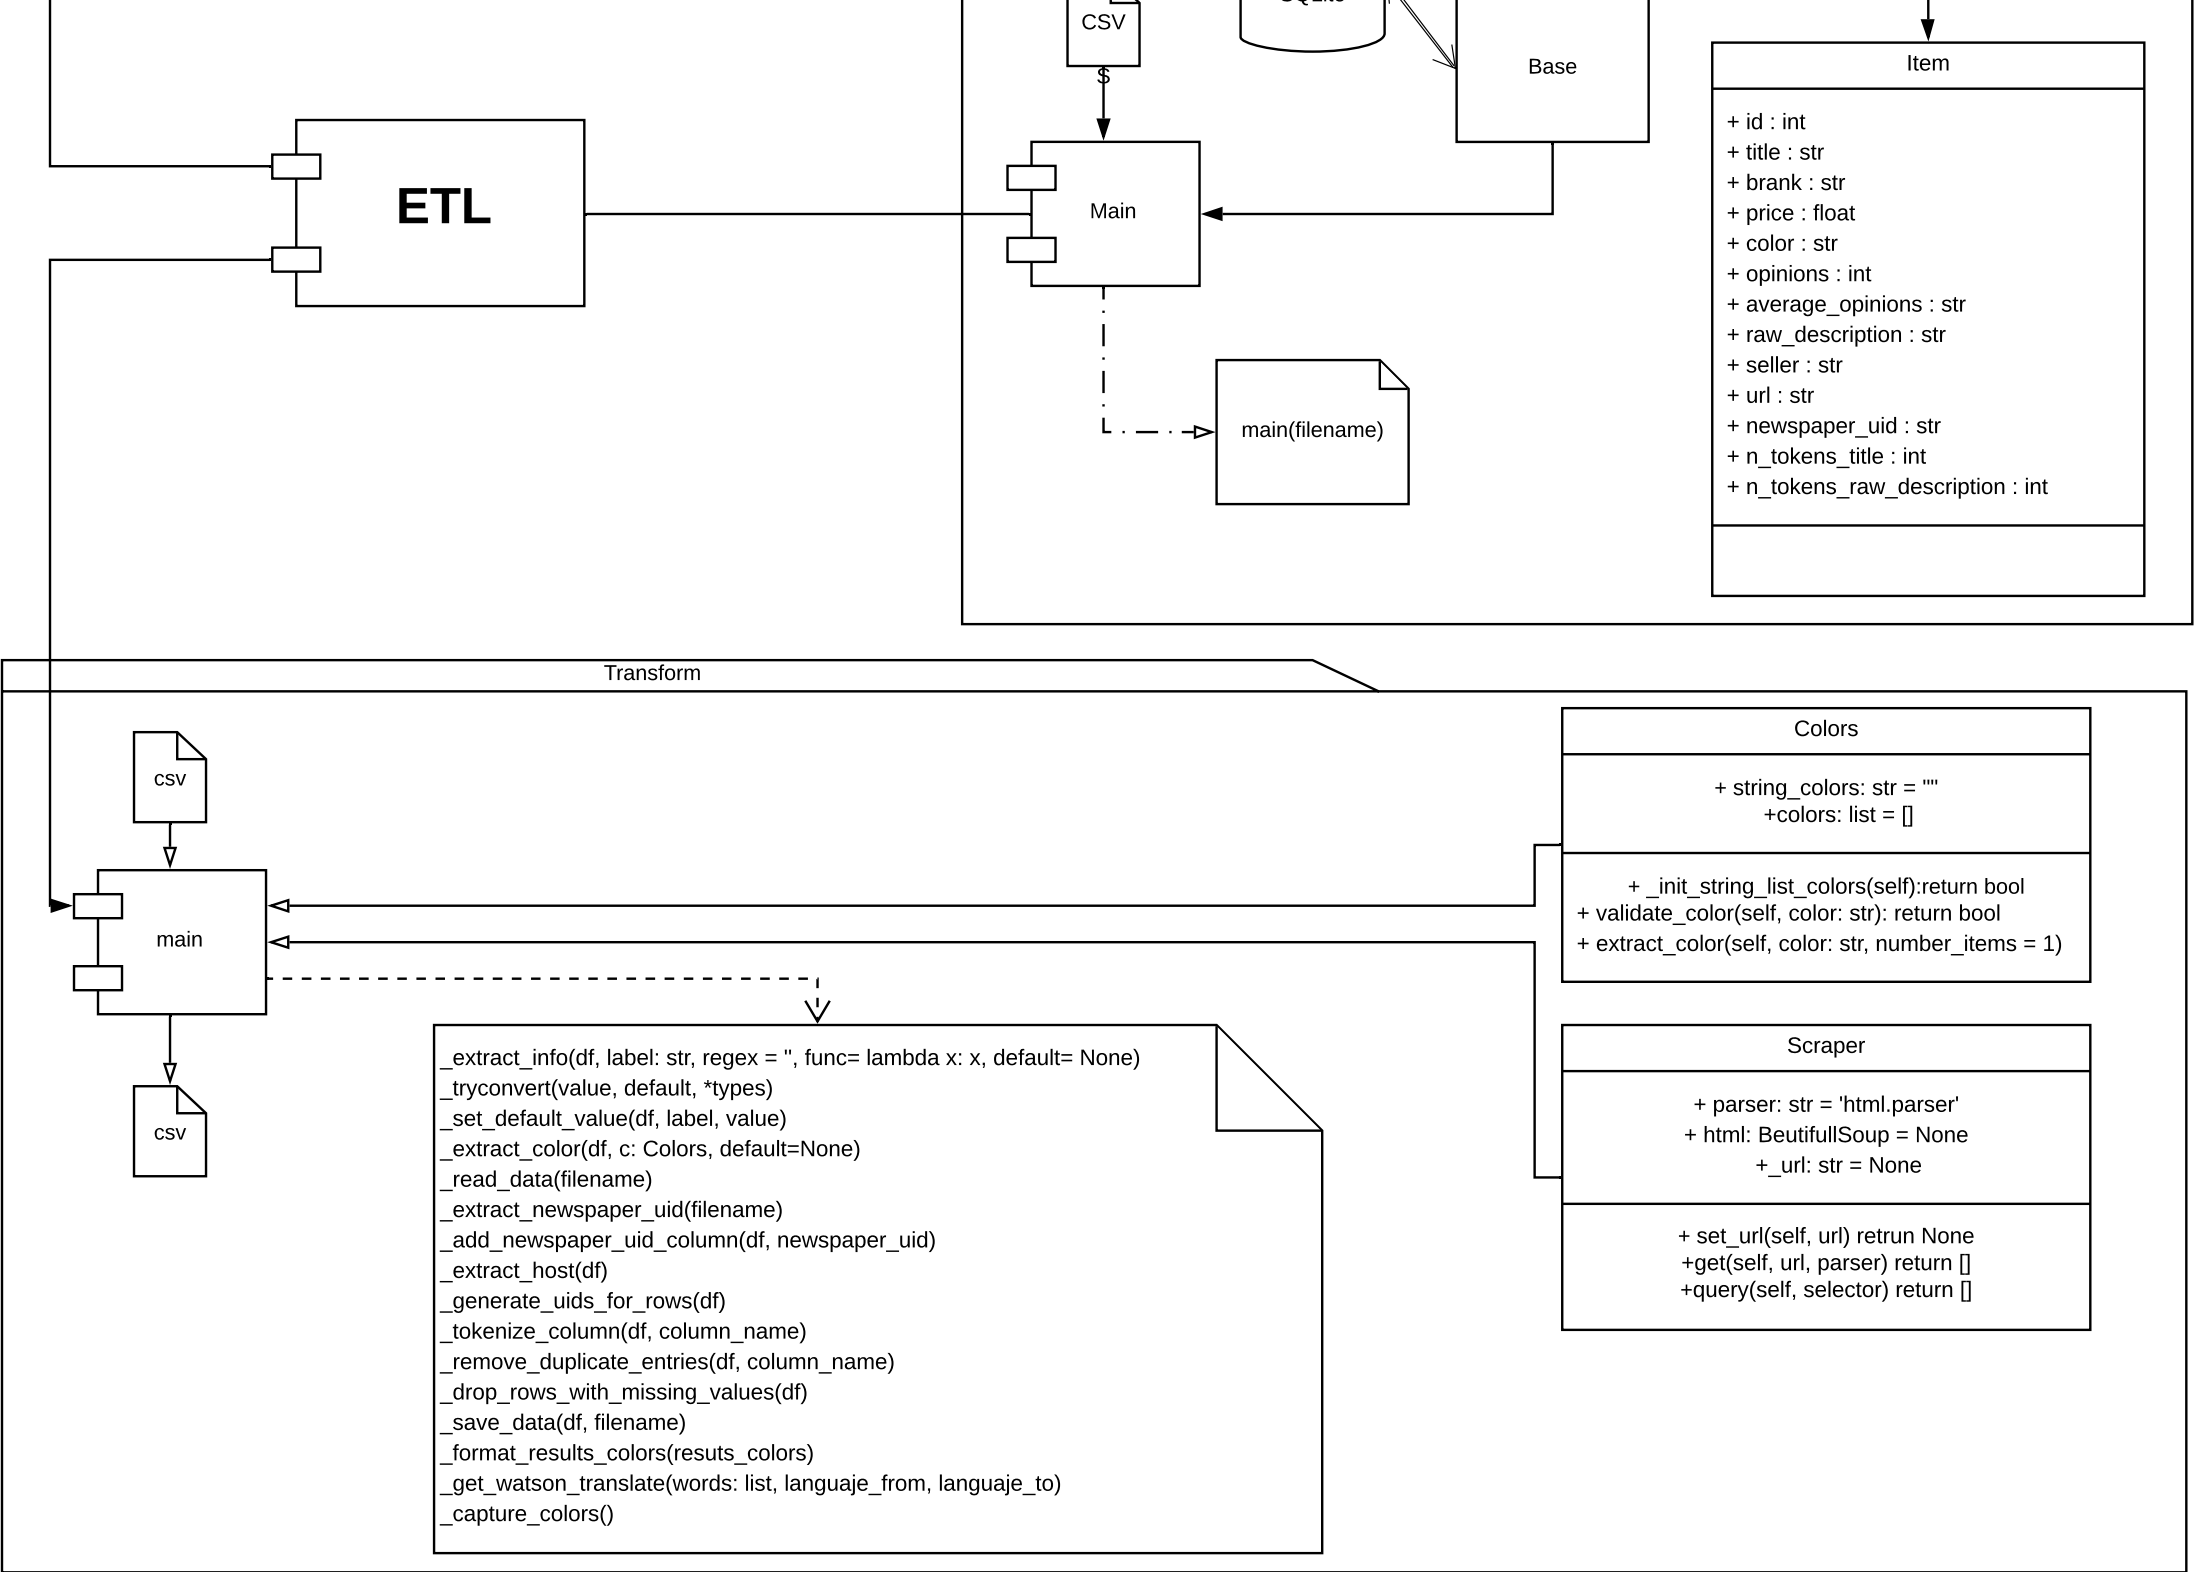 CSV
S
Base
Item
+ id : int
+ title : str
+ brank : str
+ price : float
+ color : str
+ opinions : int
+ average_opinions : str
+ raw_description : str
+ seller : str
+ url : str
+ newspaper_uid : str
+ n_tokens_title : int
+ n_tokens_raw_description : int
ETL
Main
main(filename)
Transform
csv
main
csv
_extract_info(df, label: str, regex = '', func= lambda x: x, default= None)
_tryconvert(value, default, *types)
_set_default_value(df, label, value)
_extract_color(df, c: Colors, default=None)
_read_data(filename)
_extract_newspaper_uid(filename)
_add_newspaper_uid_column(df, newspaper_uid)
_extract_host(df)
_generate_uids_for_rows(df)
_tokenize_column(df, column_name)
_remove_duplicate_entries(df, column_name)
_drop_rows_with_missing_values(df)
_save_data(df, filename)
_format_results_colors(resuts_colors)
_get_watson_translate(words: list, languaje_from, languaje_to)
_capture_colors()
Colors
+ string_colors: str = ""
+colors: list = []
+ _init_string_list_colors(self):return bool
+ validate_color(self, color: str): return bool
+ extract_color(self, color: str, number_items = 1)
Scraper
+ parser: str = 'html.parser'
+ html: BeutifullSoup = None
+_url: str = None
+ set_url(self, url) retrun None
+get(self, url, parser) return []
+query(self, selector) return []